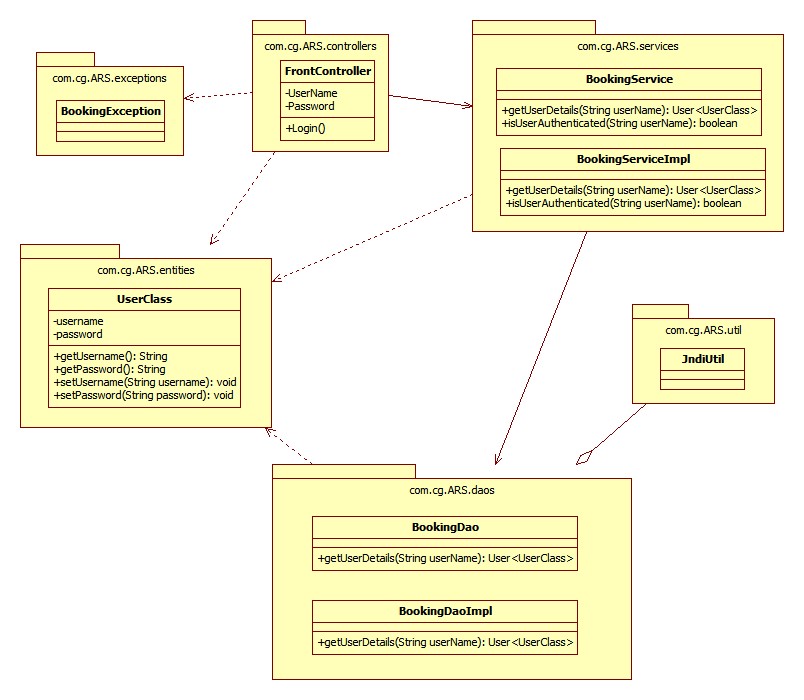 com.cg.ARS.exceptions
BookingException
com.cg.ARS.controllers
FrontController
-UserName
-Password
+Login()
com.cg.ARS.services
BookingService
+getUserDetails(String userName): User<UserClass>
+isUserAuthenticated(String userName): boolean
BookingServiceImpl
+getUserDetails(String userName): User<UserClass>
+isUserAuthenticated(String userName): boolean
com.cg.ARS.entities
UserClass
-username
-password
+getUsername(): String
+getPassword(): String
+setUsername(String username): void
+setPassword(String password): void
com.cg.ARS.util
JndiUtil
com.cg.ARS.daos
BookingDao
+getUserDetails(String userName): User<UserClass>
BookingDaoImpl
+getUserDetails(String userName): User<UserClass>